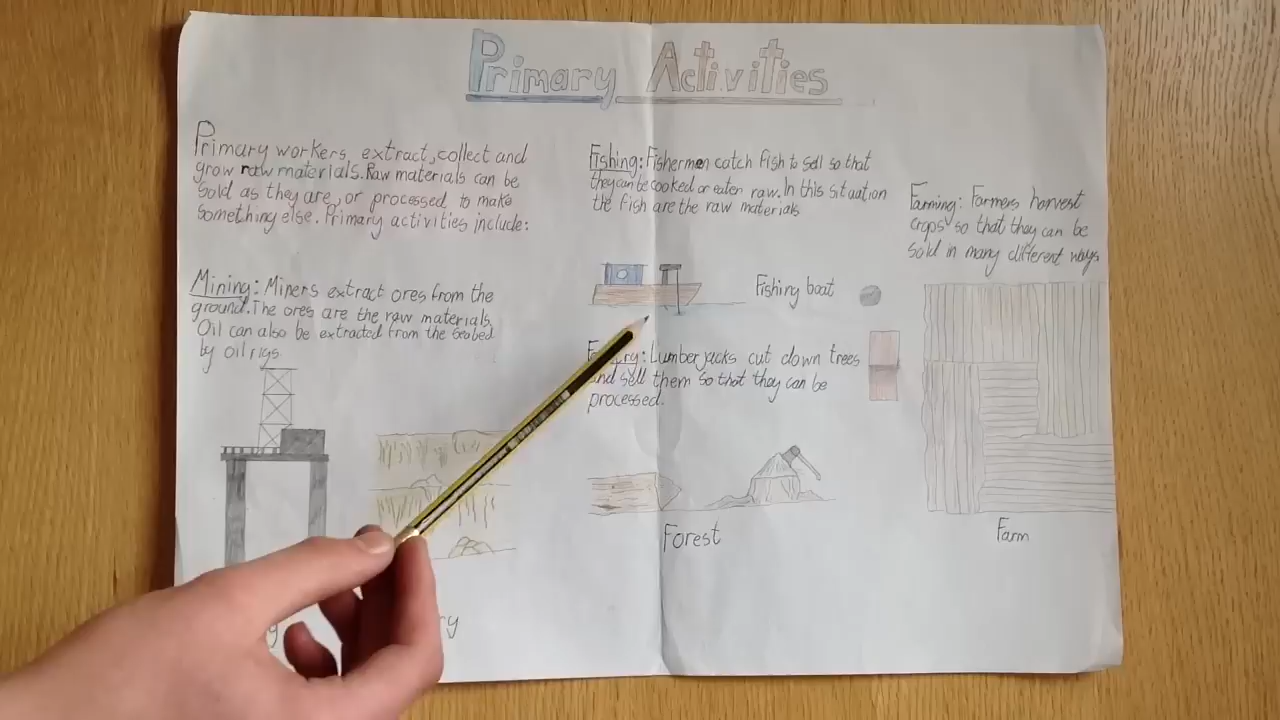 Primary Activities
Primary workers extract, collect and
grow raw materials. Raw materials can be
sold as they are, or processed to make
something else. Primary activities include:
Mining: Miners extract ores from the
ground. The ores are the raw materials.
Oil can also be extracted from the seabed
by oil rigs.
Fishing: Fishermen catch fish to sell so that
they can be cooked or eaten raw. In this situation
the fish are the raw materials
Fishing boat
Lumberjacks cut down trees
and sell them so that they can be
processed.
Forest
Farming: Farmers harvest
crops so that they can be
sold in many different ways
Farm